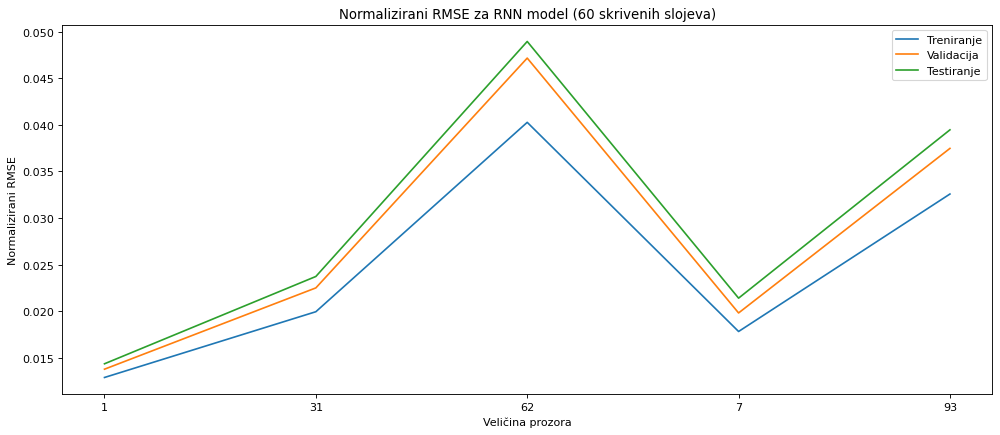 Normalizirani RMSE za RNN model (60 skrivenih slojeva)
Treniranje
Validacija
Testiranje
Normalizirani RMSE
0.050
0.045
0.040
0.035
0.030
0.025
0.020
0.015
1 31 62 7 93
Veličina prozora